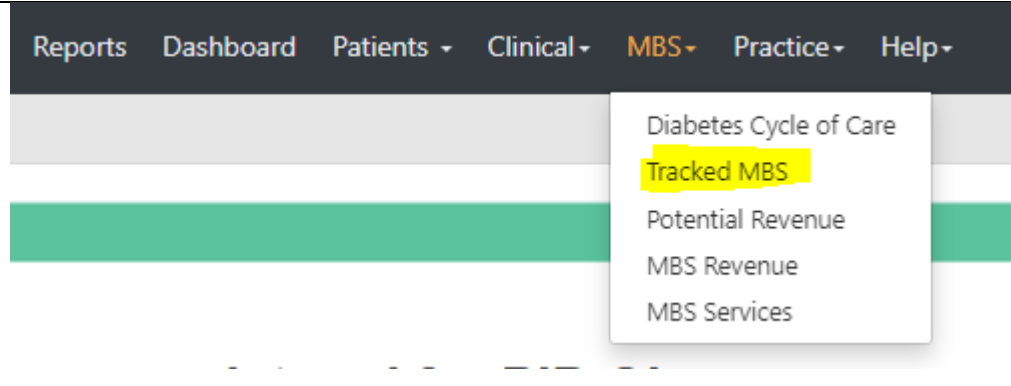 Reports Dashboard Patients Clinical MBS Practice Help
Diabetes Cycle of Care
Tracked MBS
Potential Revenue
MBS Revenue
MBS Services